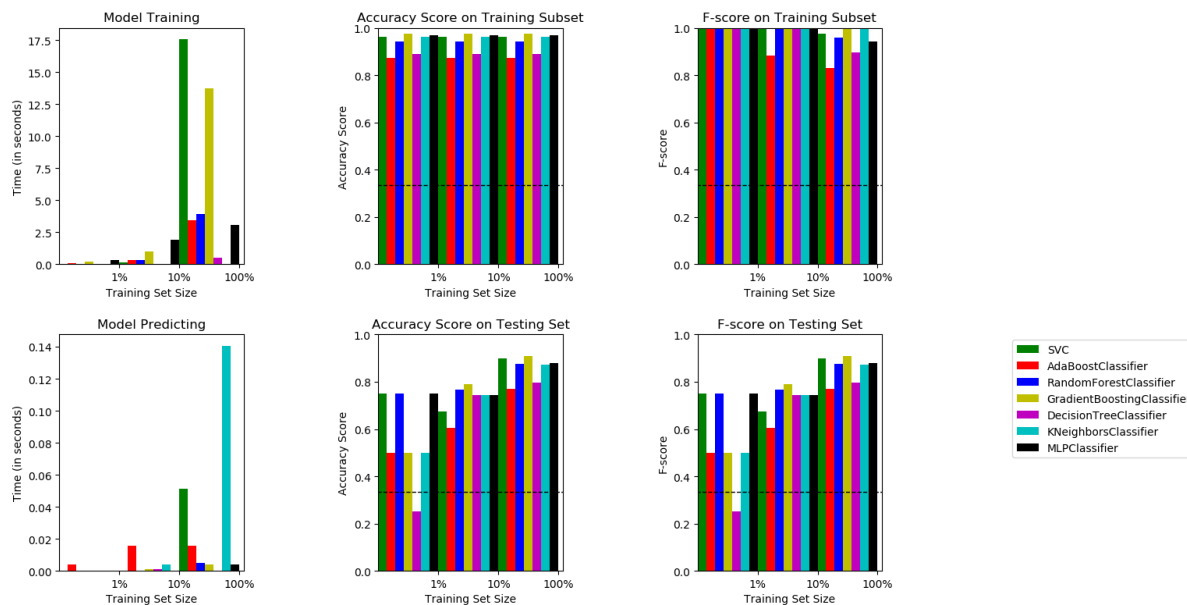 Model Training
Accuracy Score on Training Subset
F-score on Training Subset
Time (in seconds)
17.5
15.0
12.5
10.0
7.5
5.0
2.5
0.0
1%
10%
100%
Training Set Size
Accuracy Score
1.0
0.8
0.6
0.4
0.2
0.0
1%
10%
100%
Training Set Size
F-score
1.0
0.8
0.6
0.4
0.2
0.0
1%
10%
100%
Training Set Size
Model Predicting
Accuracy Score on Testing Set
F-score on Testing Set
Time (in seconds)
0.14
0.12
0.10
0.08
0.06
0.04
0.02
0.00
1%
10%
100%
Training Set Size
Accuracy Score
1.0
0.8
0.6
0.4
0.2
0.0
1%
10%
100%
Training Set Size
F-score
1.0
0.8
0.6
0.4
0.2
0.0
1%
10%
100%
Training Set Size
SVC
AdaBoostClassifier
RandomForestClassifier
GradientBoostingClassifie
DecisionTreeClassifier
KNeighborsClassifier
MLPClassifier